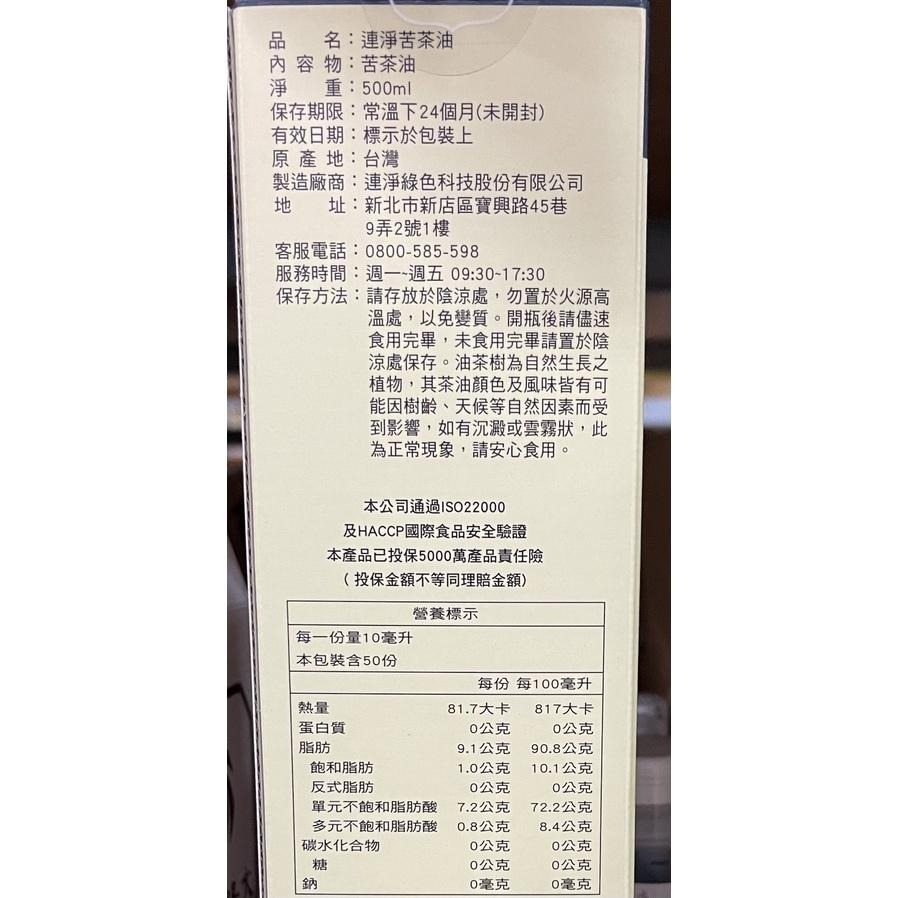 品名：連淨苦茶油
內容物：苦茶油
淨重：500ml
保存期限：常溫下24個月(未開封)
有效日期：標示於包裝上
原產地：台灣
製造廠商：連淨綠色科技股份有限公司
地址：新北市新店區寶興路45巷
9弄2號1樓
客服電話：0800-585-598
服務時間：週一~週五 09:30~17:30
保存方法：請存放於陰涼處，勿置於火源高
溫處，以免變質。開瓶後請儘速
食用完畢，未食用完畢請置於陰
涼處保存。油茶樹為自然生長之
植物，其茶油顏色及風味皆有可
能因樹齡、天候等自然因素而受
到影響，如有沉澱或雲霧狀，此
為正常現象，請安心食用。
本公司通過ISO22000
及HACCP國際食品安全驗證
本產品已投保5000萬產品責任險
（投保金額不等同理賠金額）
營養標示
每一份量10毫升
本包裝含50份
每份 每100毫升
熱量 81.7大卡 817大卡
蛋白質 0公克 0公克
脂肪 9.1公克 90.8公克
飽和脂肪 1.0公克 10.1公克
反式脂肪 0公克 0公克
單元不飽和脂肪酸 7.2公克 72.2公克
多元不飽和脂肪酸 0.8公克 8.4公克
碳水化合物 0公克 0公克
糖 0公克 0公克
鈉 0毫克 0毫克